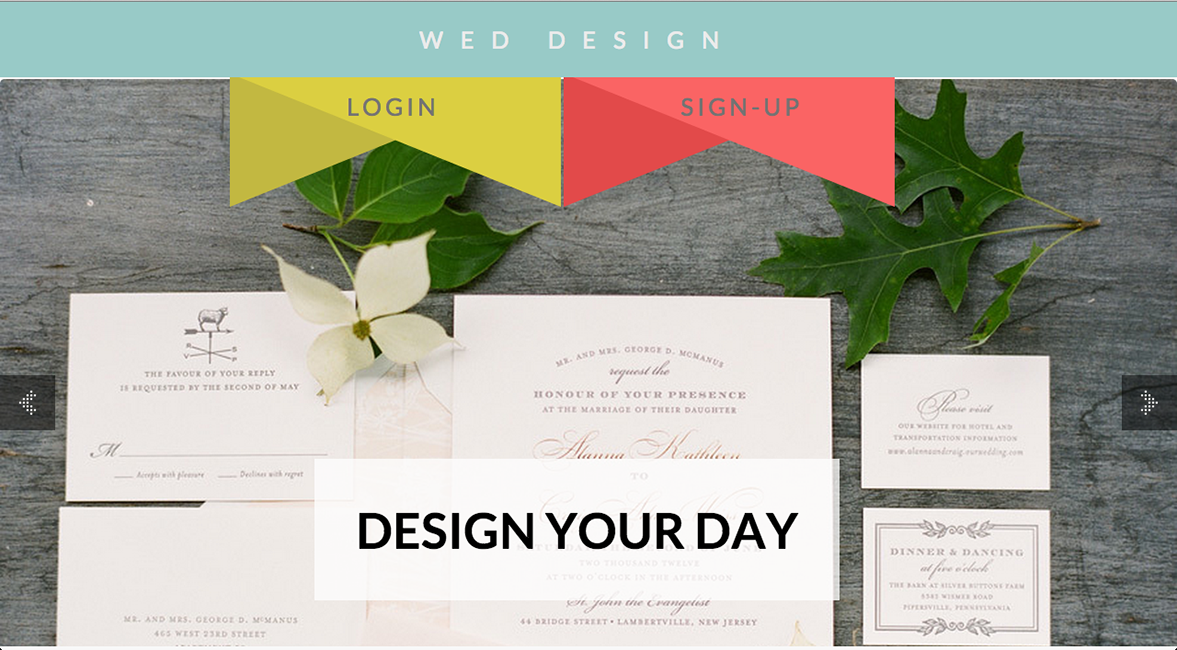 WED DESIGN
LOGIN
SIGN-UP
R
S
V
P
THE FAVOUR OF YOUR REPLY
IS REQUESTED BY THE SECOND OF MAY
M
Accepts with pleasure
Declines with regret
MR. AND MRS. GEORGE D. MCMANUS
465 WEST 23RD STREET
MR. AND MRS. GEORGE D. MCMANUS
request the
HONOUR OF YOUR PRESENCE
AT THE MARRIAGE OF THEIR DAUGHTER
Alanna Kathleen
TO
DESIGN YOUR DAY
TWO THOUSAND TWELVE
AT TWO O'CLOCK IN THE AFTERNOON
St. John the Evangelist
44 BRIDGE STREET • LAMBERTVILLE, NEW JERSEY
Please visit
OUR WEBSITE FOR HOTEL AND
TRANSPORTATION INFORMATION
www.alannaandcraig.ourwedding.com
DINNER & DANCING
at five o'clock
THE BARN AT SILVER BUTTONS FARM
WISMER ROAD
PIPERSVILLE, PENNSYLVANIA